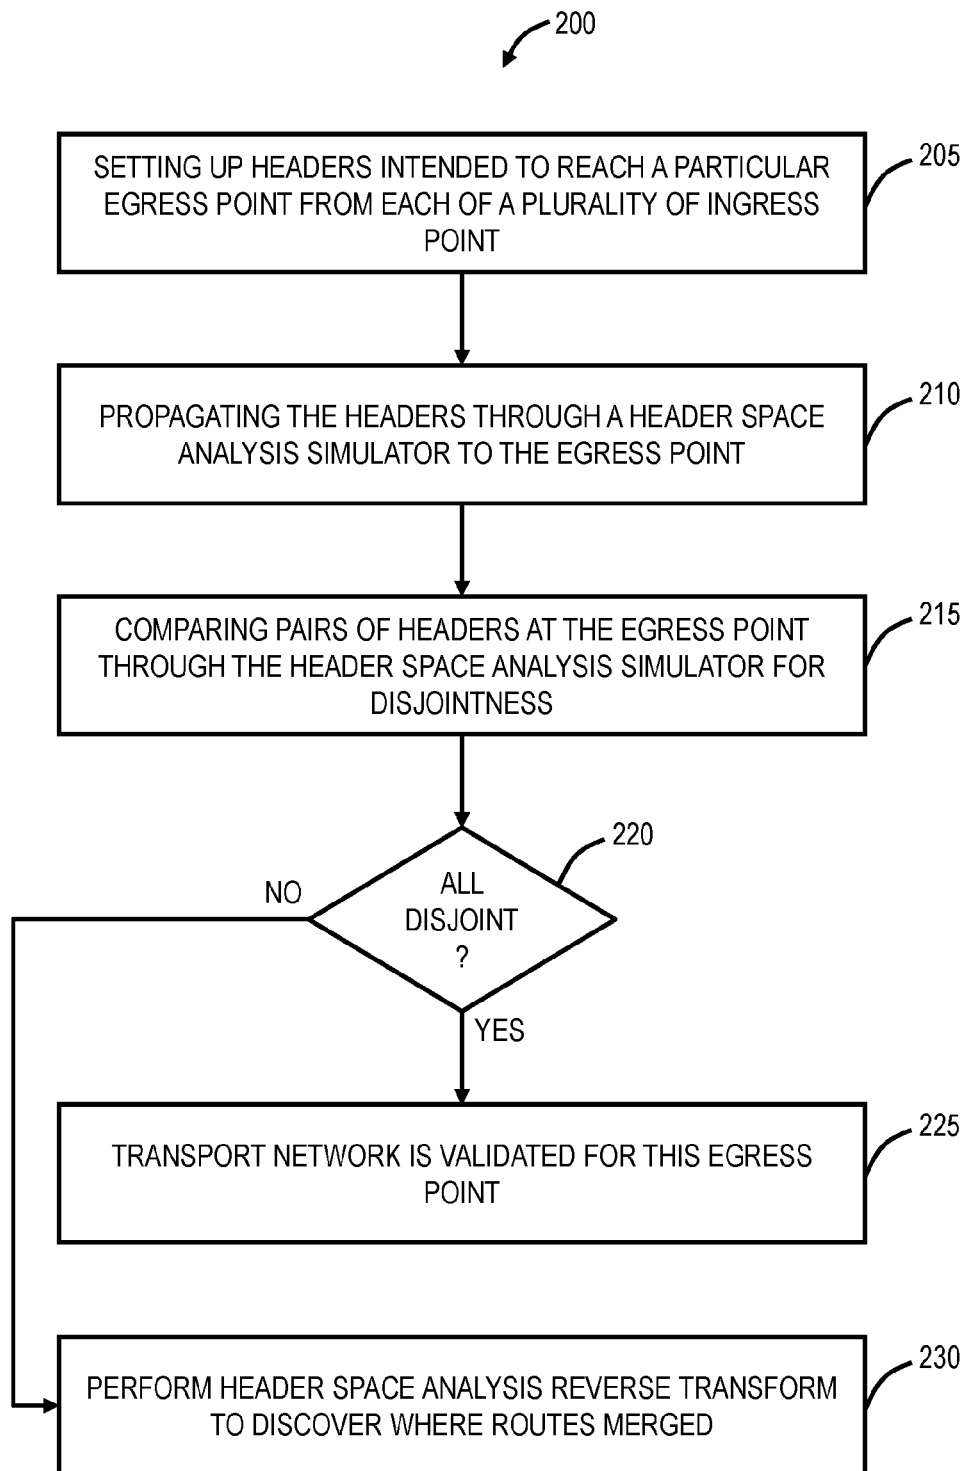 200
SETTING UP HEADERS INTENDED TO REACH A PARTICULAR
EGRESS POINT FROM EACH OF A PLURALITY OF INGRESS
POINT
205
PROPAGATING THE HEADERS THROUGH A HEADER SPACE
ANALYSIS SIMULATOR TO THE EGRESS POINT
210
COMPARING PAIRS OF HEADERS AT THE EGRESS POINT
THROUGH THE HEADER SPACE ANALYSIS SIMULATOR FOR
DISJOINTNESS
215
ALL
DISJOINT
?
220
NO
YES
TRANSPORT NETWORK IS VALIDATED FOR THIS EGRESS
POINT
225
PERFORM HEADER SPACE ANALYSIS REVERSE TRANSFORM
TO DISCOVER WHERE ROUTES MERGED
230